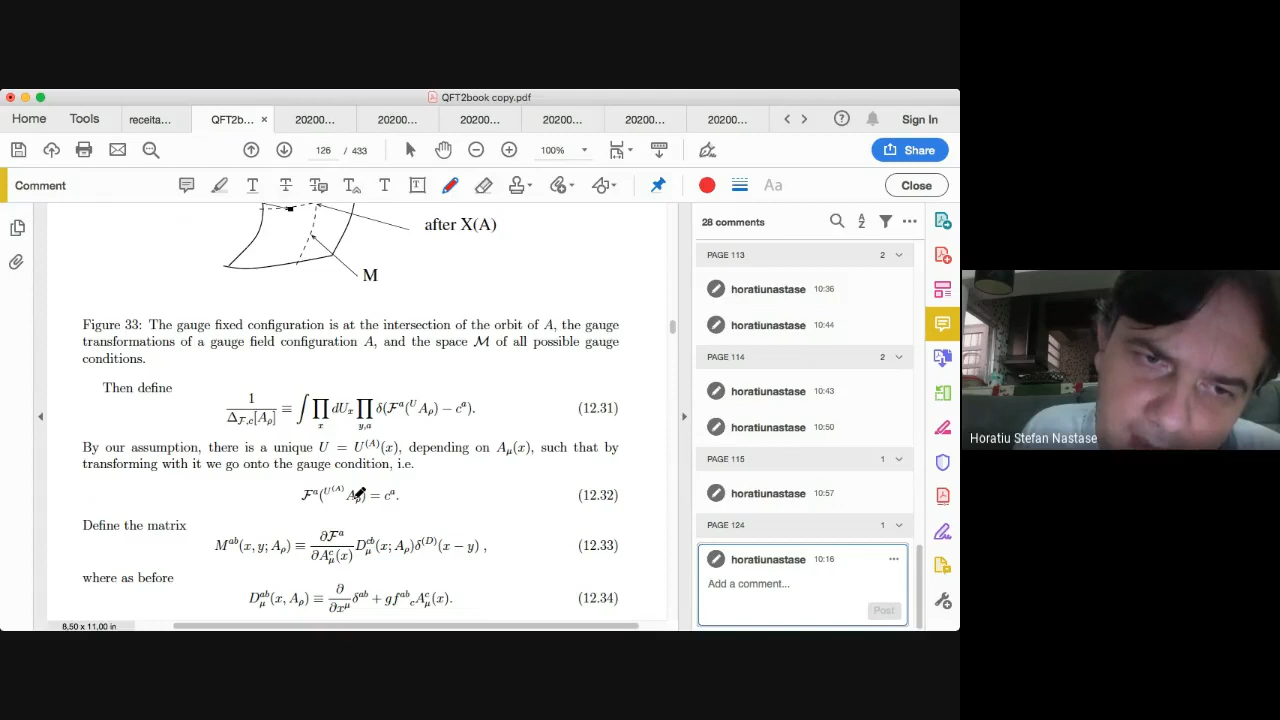 QFT2book copy.pdf
Home Tools receita... QFT2b... × 20200... 20200... 20200... 20200... 20200... 20200... Sign In
126 / 433 100% Share
Comment Aa Close
after X(A)
M
28 comments
PAGE 113 2
horatiunastase 10:36
horatiunastase 10:44
PAGE 114 2
horatiunastase 10:43
horatiunastase 10:50
PAGE 115 1
horatiunastase 10:57
PAGE 124 1
horatiunastase 10:16
Add a comment...
Post
Figure 33: The gauge fixed configuration is at the intersection of the orbit of A, the gauge
transformations of a gauge field configuration A, and the space ℳ of all possible gauge
conditions.
Then define
1/Δ_{ℱ,c}[A_ρ] ≡ ∫ ∏_x dU_x ∏_{y,a} δ(ℱ^a(^U A_ρ) − c^a). (12.31)
By our assumption, there is a unique U = U^{(A)}(x), depending on A_μ(x), such that by
transforming with it we go onto the gauge condition, i.e.
ℱ^a(^{U^{(A)}} A_ρ) = c^a. (12.32)
Define the matrix
M^{ab}(x, y; A_ρ) ≡ ∂ℱ^a/∂A^c_μ(x) D^{cb}_μ(x; A_ρ)δ^{(D)}(x − y) , (12.33)
where as before
D^{ab}_μ(x, A_ρ) ≡ ∂/∂x^μ δ^{ab} + gf^{ab}_c A^c_μ(x). (12.34)
8,50 x 11,00 in
Horatiu Stefan Nastase